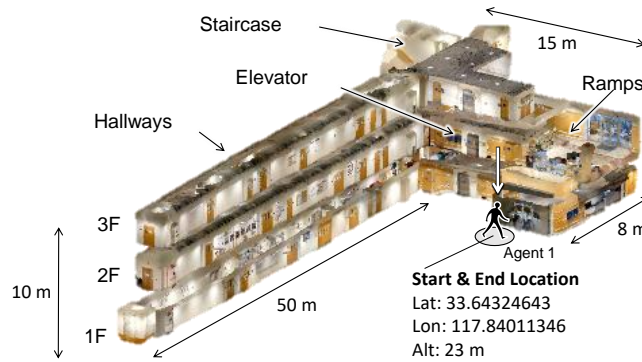 Staircase
15 m
Elevator
Ramps
Hallways
3F
2F
1F
10 m
50 m
8 m
Agent 1
Start & End Location
Lat: 33.64324643
Lon: 117.84011346
Alt: 23 m